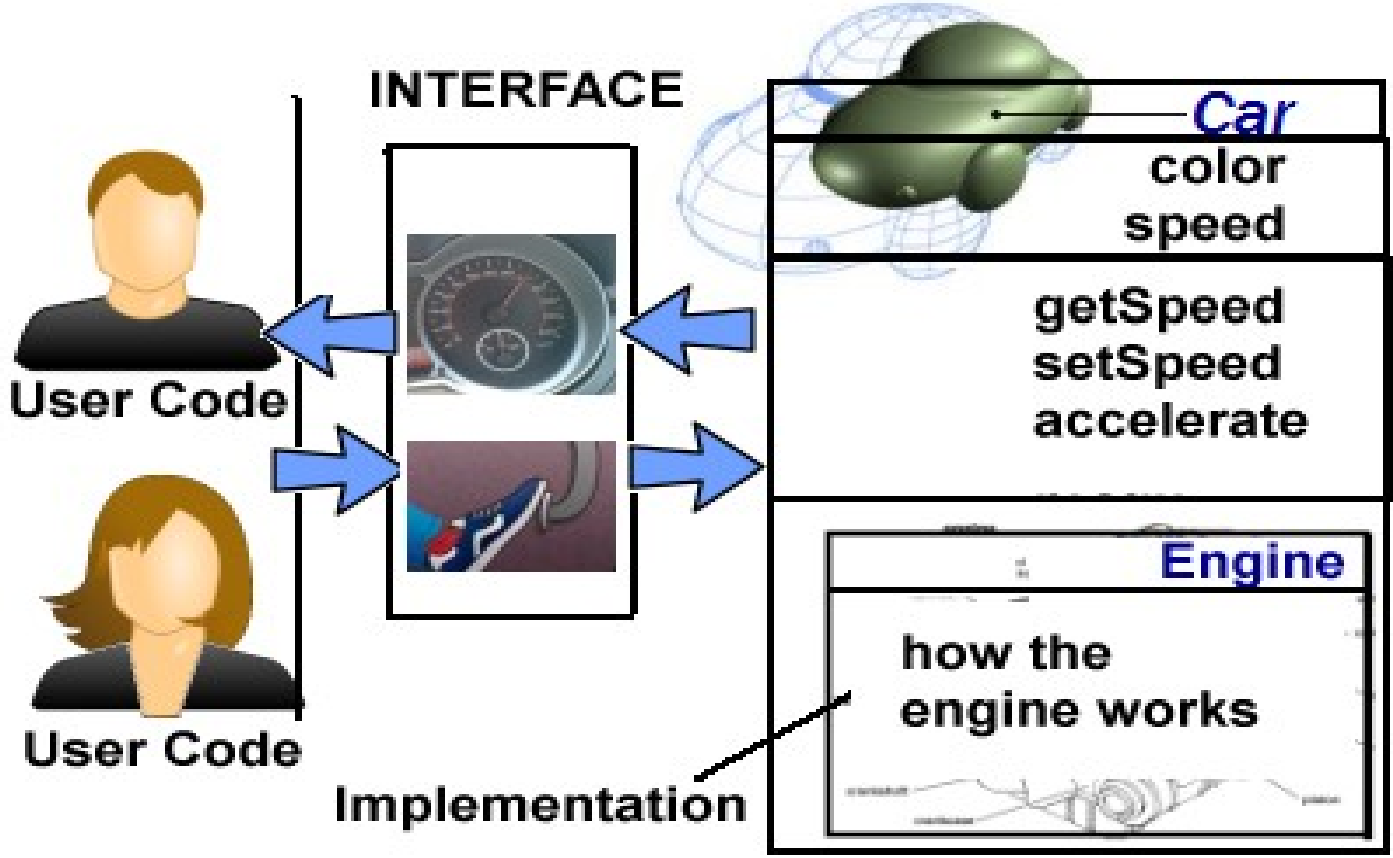 INTERFACE
Car
color
speed
getSpeed
setSpeed
accelerate
User Code
User Code
Engine
how the
engine works
Implementation